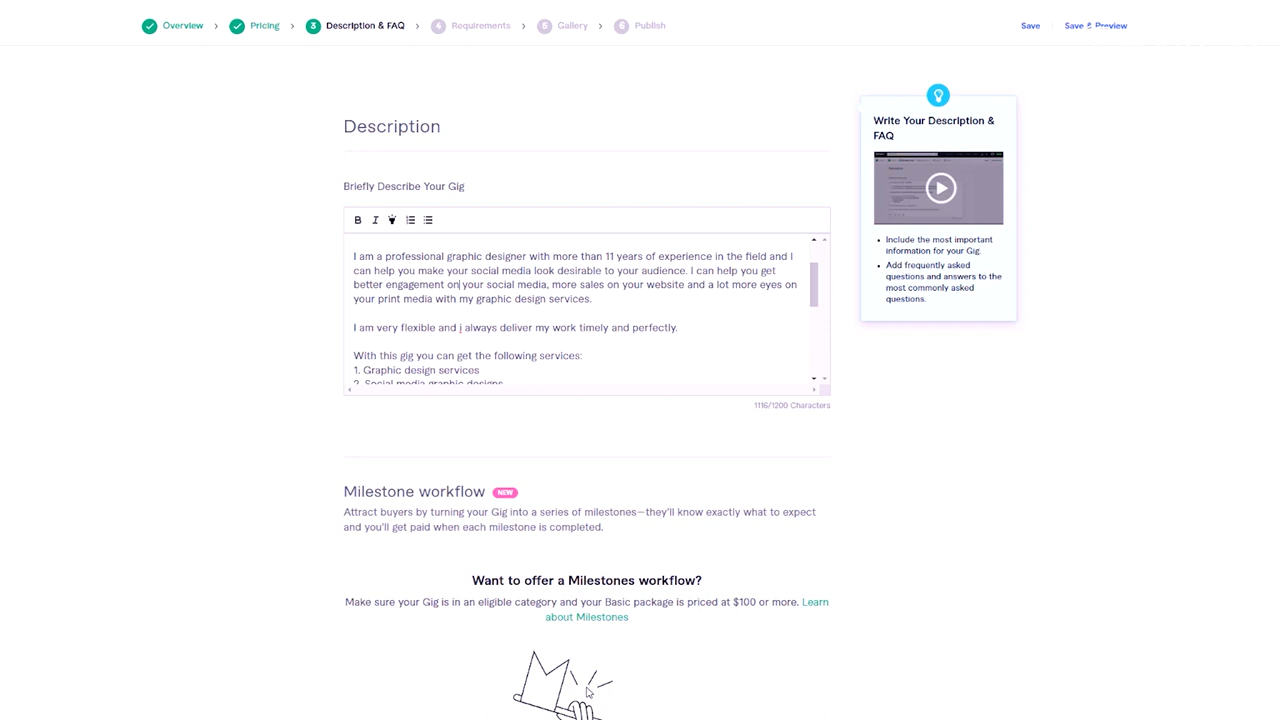 Overview > Pricing > 3 Description & FAQ > 4 Requirements > 5 Gallery > 6 Publish
Save | Save & Preview
Description
Briefly Describe Your Gig
B I
I am a professional graphic designer with more than 11 years of experience in the field and I
can help you make your social media look desirable to your audience. I can help you get
better engagement on your social media, more sales on your website and a lot more eyes on
your print media with my graphic design services.
I am very flexible and i always deliver my work timely and perfectly.
With this gig you can get the following services:
1. Graphic design services
2. Social media graphic designs
1116/1200 Characters
Milestone workflow NEW
Attract buyers by turning your Gig into a series of milestones—they'll know exactly what to expect
and you'll get paid when each milestone is completed.
Want to offer a Milestones workflow?
Make sure your Gig is in an eligible category and your Basic package is priced at $100 or more. Learn
about Milestones
Write Your Description &
FAQ
• Include the most important
information for your Gig.
• Add frequently asked
questions and answers to the
most commonly asked
questions.